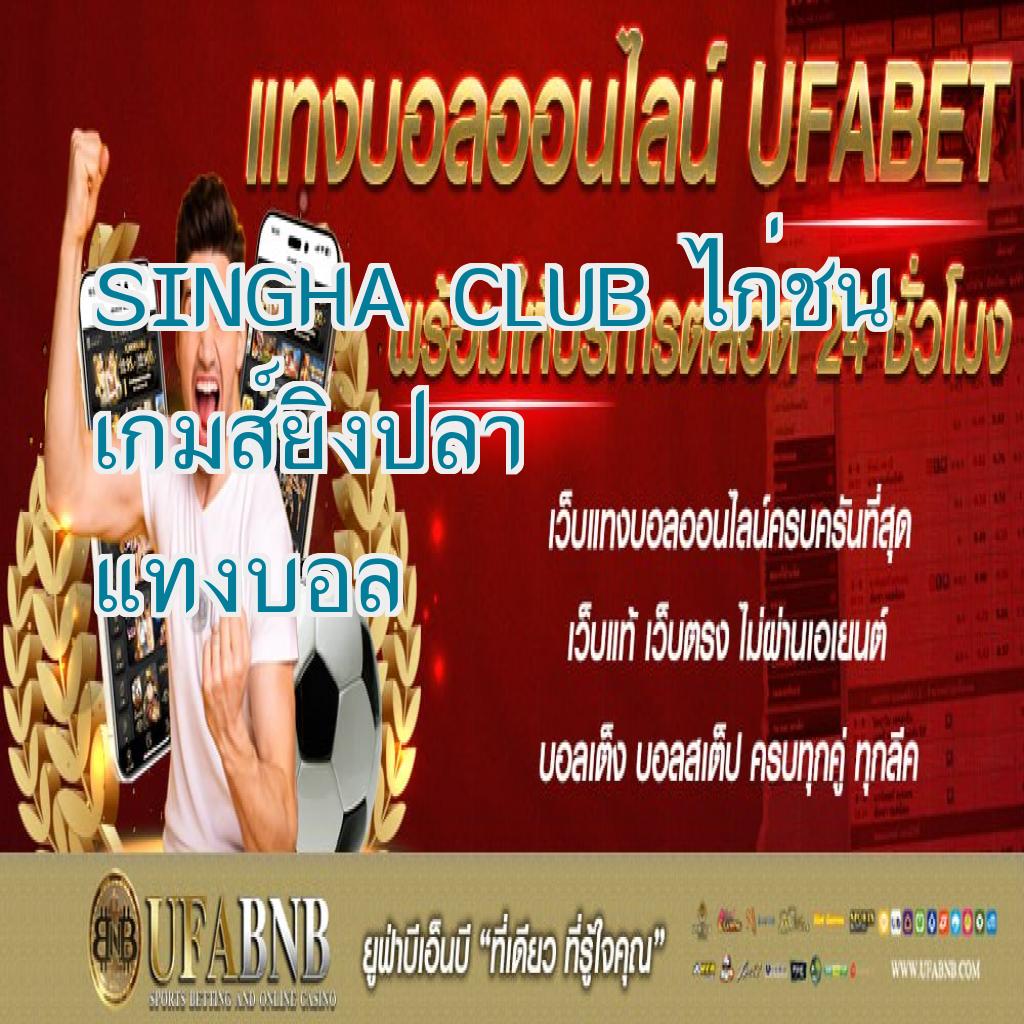 แทงบอลออนไลน์ UFABET
SINGHA CLUB ไก่ชน
พร้อมให้บริการตลอด 24 ชั่วโมง
เกมส์ยิงปลา
แทงบอล
เว็บแทงบอลออนไลน์ครบครันที่สุด
เว็บแท้ เว็บตรง ไม่ผ่านเอเยนต์
บอลเต็ง บอลสเต็ป ครบทุกคู่ ทุกลีค
UFABNB
SPORTS BETTING AND ONLINE CASINO
ยูฟ่าบีเอ็นบี “ที่เดียว ที่รู้ใจคุณ”
WWW.UFABNB.COM